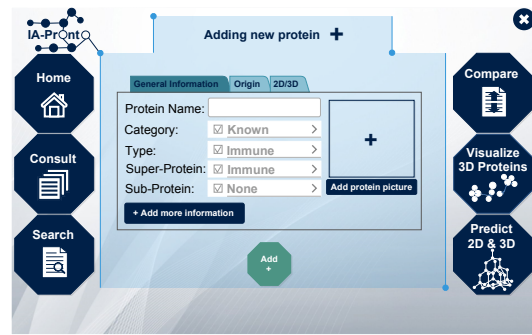 IA-Pronto
Adding new protein +
Home
Consult
Search
General Information
Origin
2D/3D
Protein Name:
Category:
☑ Known >
Type:
☑ Immune >
Super-Protein:
☑ Immune >
Sub-Protein:
☑ None >
+
Add protein picture
+ Add more information
Add
+
Compare
Visualize
3D Proteins
Predict
2D & 3D